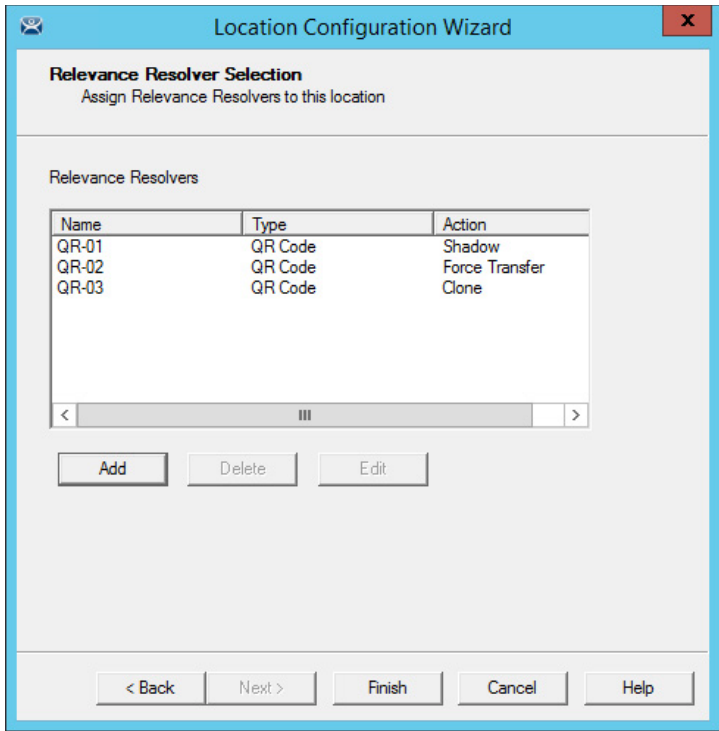 Location Configuration Wizard
x
Relevance Resolver Selection
Assign Relevance Resolvers to this location
Relevance Resolvers
Name Type Action
QR-01 QR Code Shadow
QR-02 QR Code Force Transfer
QR-03 QR Code Clone
Add Delete Edit
< Back Next > Finish Cancel Help